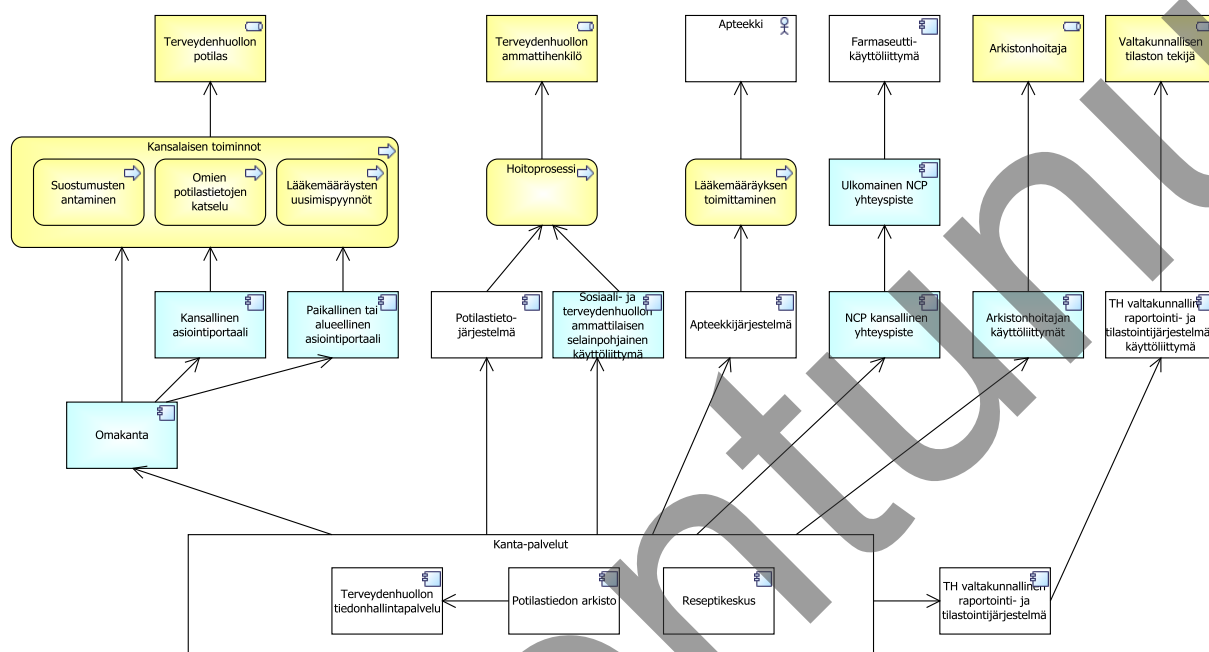 Terveydenhuollon
potilas
Terveydenhuollon
ammattihenkilö
Apteekki
Farmaseutti-
käyttöliittymä
Arkistonhoitaja
Valtakunnallisen
tilaston tekijä
Kansalaisen toiminnot
Suostumusten
antaminen
Omien
potilastietojen
katselu
Lääkemääräysten
uusimispyynnöt
Hoitoprosessi
Lääkemääräyksen
toimittaminen
Ulkomainen NCP
yhteyspiste
Kansallinen
asiointiportaali
Paikallinen tai
alueellinen
asiointiportaali
Potilastieto-
järjestelmä
Sosiaali- ja
terveydenhuollon
ammattilaisen
selainpohjainen
käyttöliittymä
Apteekkijärjestelmä
NCP kansallinen
yhteyspiste
Arkistonhoitajan
käyttöliittymät
TH valtakunnallinen
raportointi- ja
tilastointijärjestelmä
käyttöliittymä
Omakanta
Kanta-palvelut
Terveydenhuollon
tiedonhallintapalvelu
Potilastiedon arkisto
Reseptikeskus
TH valtakunnallinen
raportointi- ja
tilastointijärjestelmä